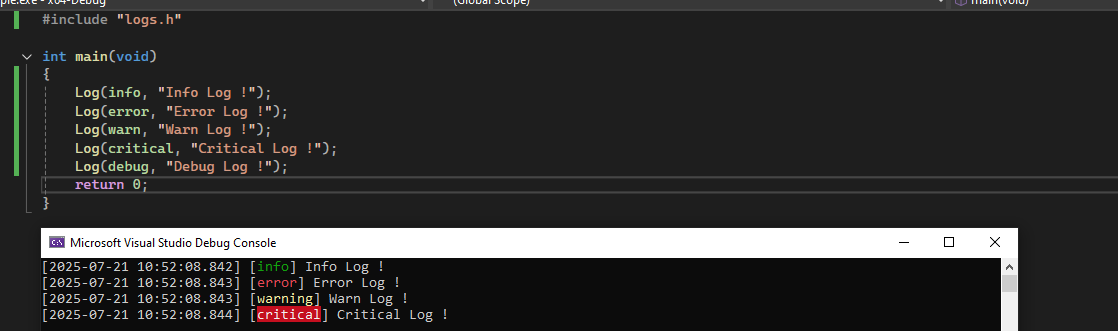 ple.exe - x64-Debug (Global Scope) main(void)
#include "logs.h"
int main(void)
{
Log(info, "Info Log !");
Log(error, "Error Log !");
Log(warn, "Warn Log !");
Log(critical, "Critical Log !");
Log(debug, "Debug Log !");
return 0;
}
Microsoft Visual Studio Debug Console
[2025-07-21 10:52:08.842] [info] Info Log !
[2025-07-21 10:52:08.843] [error] Error Log !
[2025-07-21 10:52:08.843] [warning] Warn Log !
[2025-07-21 10:52:08.844] [critical] Critical Log !